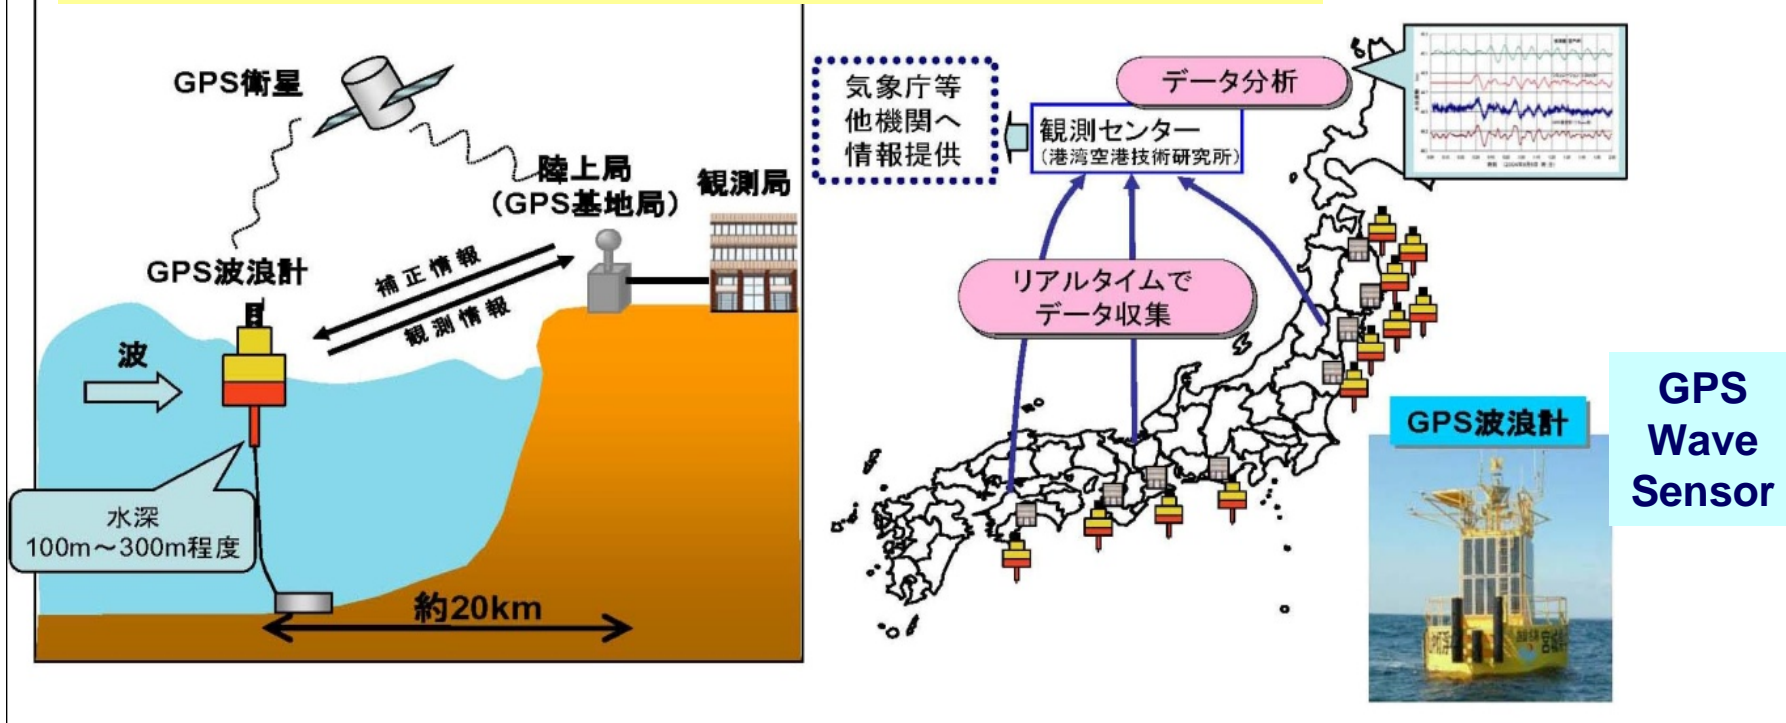 GPS衛星
陸上局
（GPS基地局）
観測局
GPS波浪計
補正情報
観測情報
波
水深
100m～300m程度
約20km
気象庁等
他機関へ
情報提供
データ分析
観測センター
（港湾空港技術研究所）
リアルタイムで
データ収集
GPS波浪計
GPS
Wave
Sensor